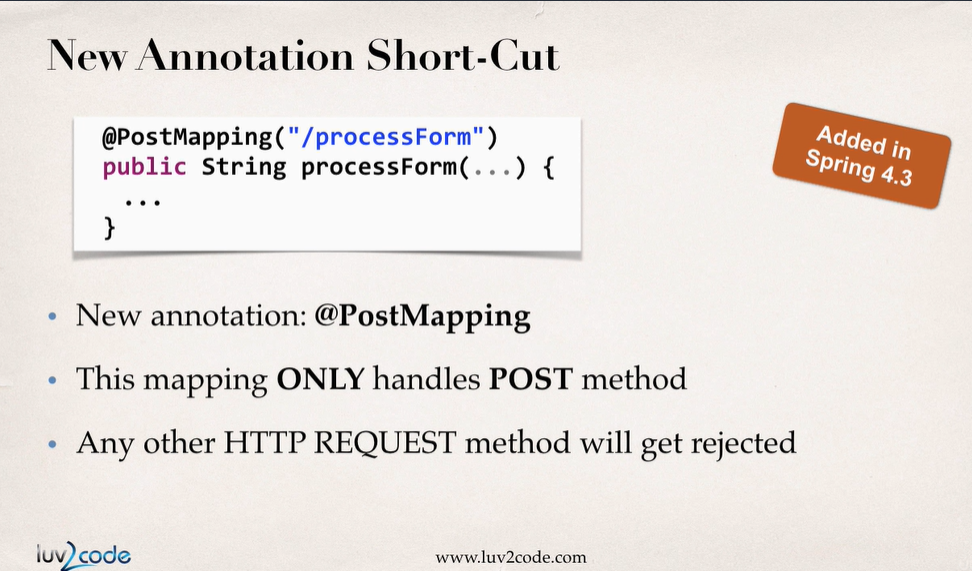 New Annotation Short-Cut
@PostMapping("/processForm")
public String processForm(...) {
...
}
Added in
Spring 4.3
• New annotation: @PostMapping
• This mapping ONLY handles POST method
• Any other HTTP REQUEST method will get rejected
luv2code
www.luv2code.com